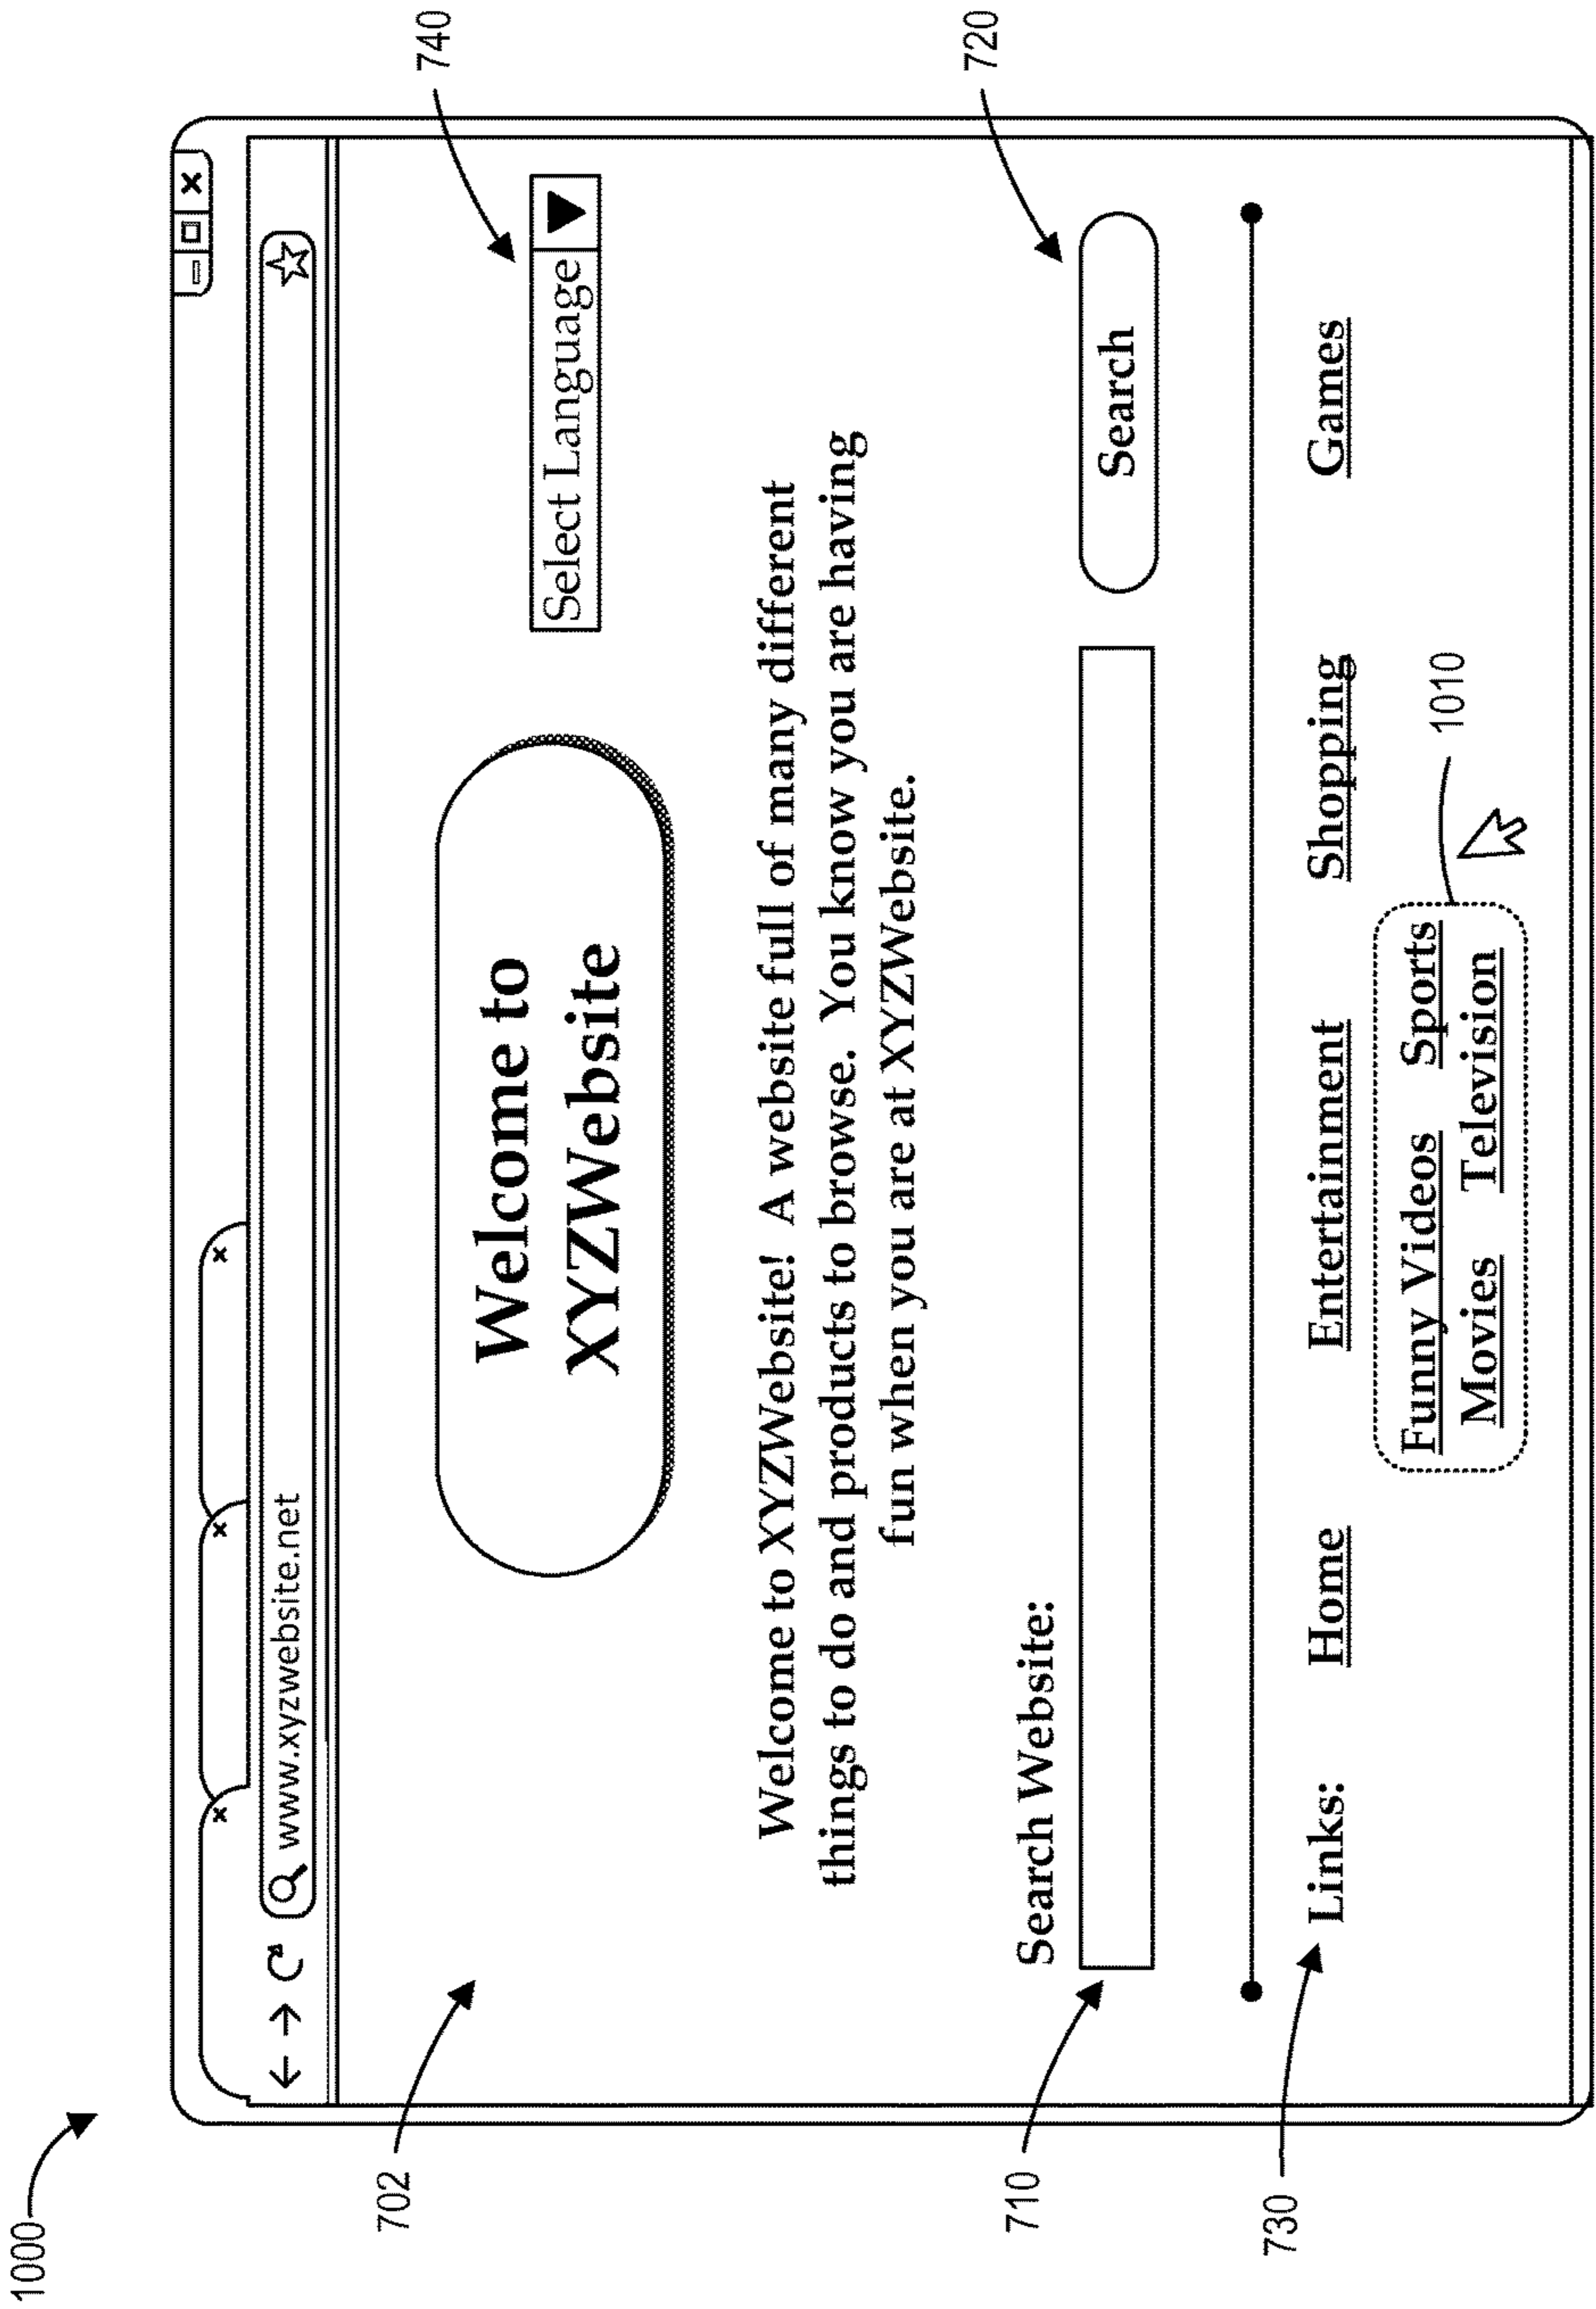 1000
740
www.xyzwebsite.net
702
Welcome to
XYZWebsite
Select Language
Welcome to XYZWebsite! A website full of many different
things to do and products to browse. You know you are having
fun when you are at XYZWebsite.
720
710
Search Website:
Search
730
Links: Home Entertainment Shopping Games
Funny Videos Sports
Movies Television
1010